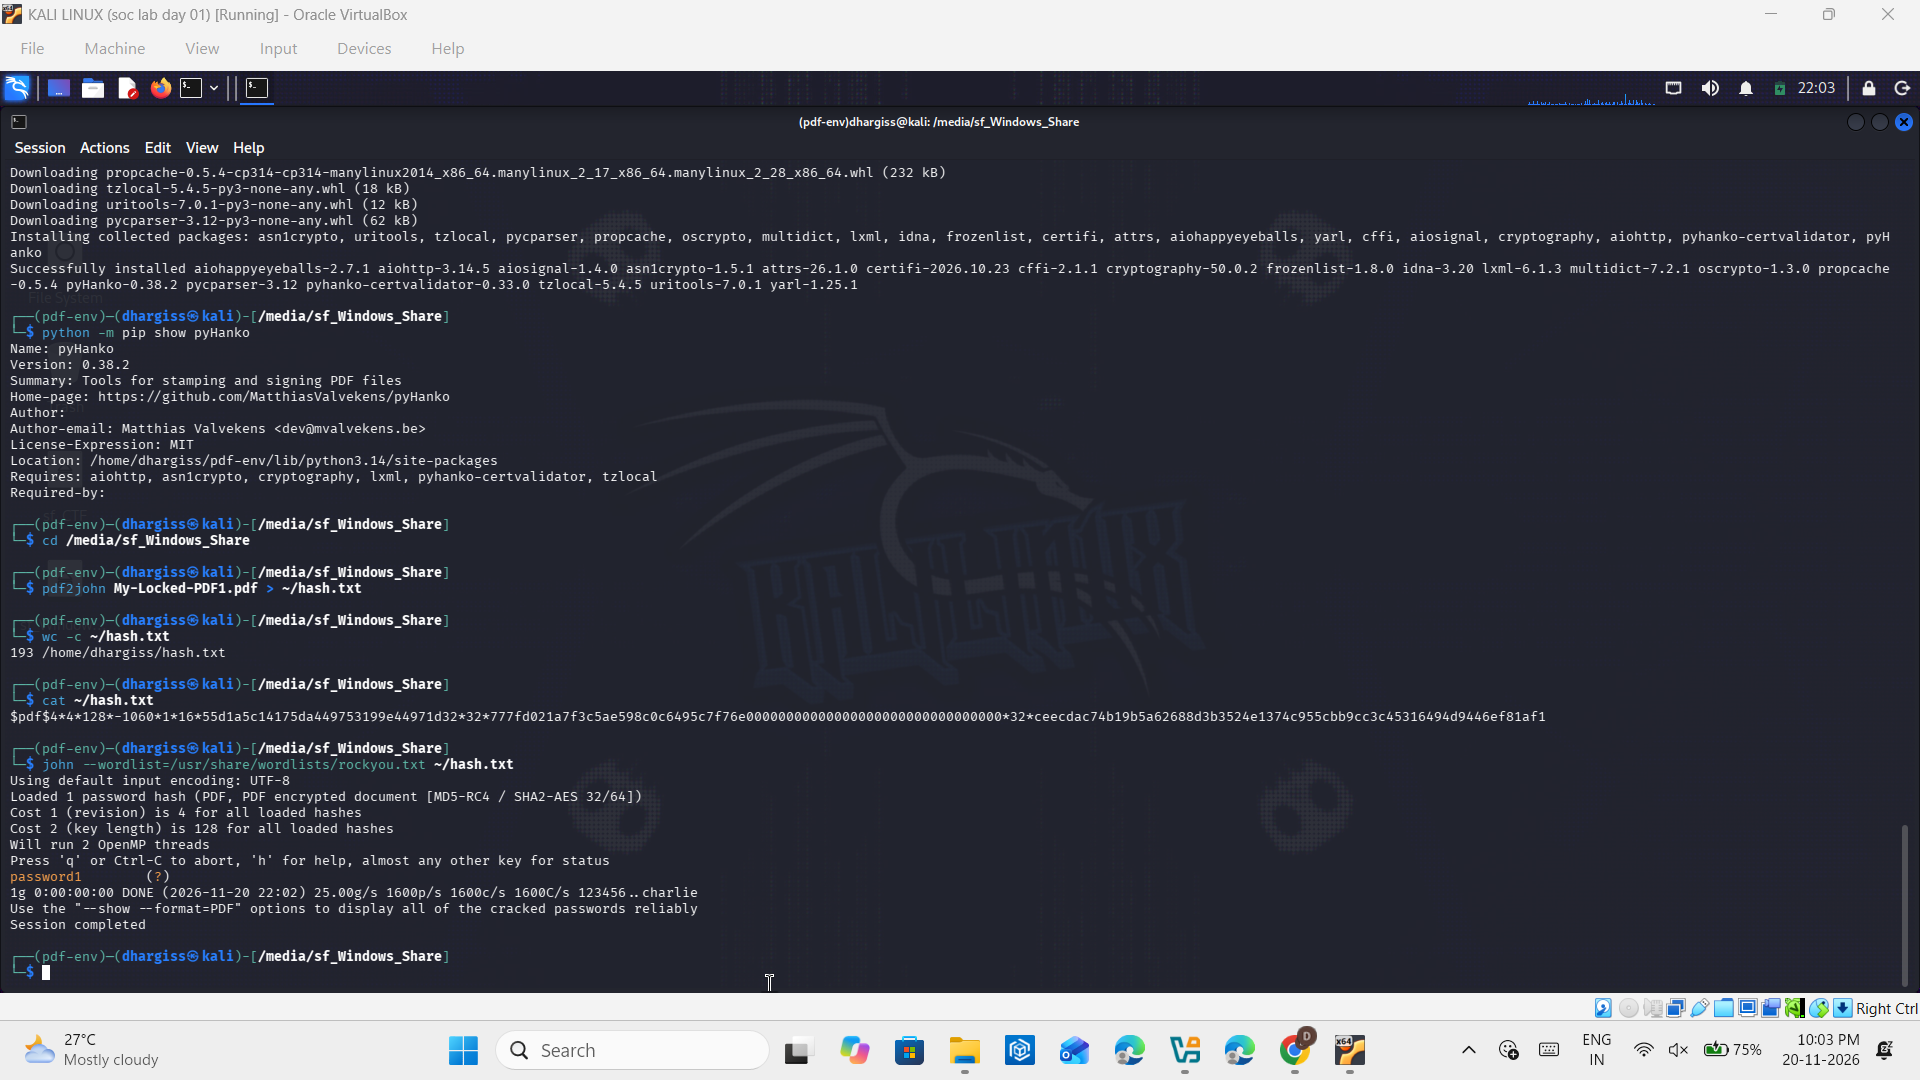 KALI LINUX (soc lab day 01) [Running] - Oracle VirtualBox
File Machine View Input Devices Help
22:03
(pdf-env)dhargiss@kali: /media/sf_Windows_Share
Session Actions Edit View Help
Downloading propcache-0.5.4-cp314-cp314-manylinux2014_x86_64.manylinux_2_17_x86_64.manylinux_2_28_x86_64.whl (232 kB)
Downloading tzlocal-5.4.5-py3-none-any.whl (18 kB)
Downloading uritools-7.0.1-py3-none-any.whl (12 kB)
Downloading pycparser-3.12-py3-none-any.whl (62 kB)
Installing collected packages: asn1crypto, uritools, tzlocal, pycparser, propcache, oscrypto, multidict, lxml, idna, frozenlist, certifi, attrs, aiohappyeyeballs, yarl, cffi, aiosignal, cryptography, aiohttp, pyhanko-certvalidator, pyH
anko
Successfully installed aiohappyeyeballs-2.7.1 aiohttp-3.14.5 aiosignal-1.4.0 asn1crypto-1.5.1 attrs-26.1.0 certifi-2026.10.23 cffi-2.1.1 cryptography-50.0.2 frozenlist-1.8.0 idna-3.20 lxml-6.1.3 multidict-7.2.1 oscrypto-1.3.0 propcache
-0.5.4 pyHanko-0.38.2 pycparser-3.12 pyhanko-certvalidator-0.33.0 tzlocal-5.4.5 uritools-7.0.1 yarl-1.25.1
┌──(pdf-env)─(dhargiss㉿kali)-[/media/sf_Windows_Share]
└─$ python -m pip show pyHanko
Name: pyHanko
Version: 0.38.2
Summary: Tools for stamping and signing PDF files
Home-page: https://github.com/MatthiasValvekens/pyHanko
Author:
Author-email: Matthias Valvekens <dev@mvalvekens.be>
License-Expression: MIT
Location: /home/dhargiss/pdf-env/lib/python3.14/site-packages
Requires: aiohttp, asn1crypto, cryptography, lxml, pyhanko-certvalidator, tzlocal
Required-by:
┌──(pdf-env)─(dhargiss㉿kali)-[/media/sf_Windows_Share]
└─$ cd /media/sf_Windows_Share
┌──(pdf-env)─(dhargiss㉿kali)-[/media/sf_Windows_Share]
└─$ pdf2john My-Locked-PDF1.pdf > ~/hash.txt
┌──(pdf-env)─(dhargiss㉿kali)-[/media/sf_Windows_Share]
└─$ wc -c ~/hash.txt
193 /home/dhargiss/hash.txt
┌──(pdf-env)─(dhargiss㉿kali)-[/media/sf_Windows_Share]
└─$ cat ~/hash.txt
$pdf$4*4*128*-1060*1*16*55d1a5c14175da449753199e44971d32*32*777fd021a7f3c5ae598c0c6495c7f76e00000000000000000000000000000000*32*ceecdac74b19b5a62688d3b3524e1374c955cbb9cc3c45316494d9446ef81af1
┌──(pdf-env)─(dhargiss㉿kali)-[/media/sf_Windows_Share]
└─$ john --wordlist=/usr/share/wordlists/rockyou.txt ~/hash.txt
Using default input encoding: UTF-8
Loaded 1 password hash (PDF, PDF encrypted document [MD5-RC4 / SHA2-AES 32/64])
Cost 1 (revision) is 4 for all loaded hashes
Cost 2 (key length) is 128 for all loaded hashes
Will run 2 OpenMP threads
Press 'q' or Ctrl-C to abort, 'h' for help, almost any other key for status
password1 (?)
1g 0:00:00:00 DONE (2026-11-20 22:02) 25.00g/s 1600p/s 1600c/s 1600C/s 123456..charlie
Use the "--show --format=PDF" options to display all of the cracked passwords reliably
Session completed
┌──(pdf-env)─(dhargiss㉿kali)-[/media/sf_Windows_Share]
└─$
KALI LINUX
Right Ctrl
27°C
Mostly cloudy
Search
D
x64
ENG
IN
75%
10:03 PM
20-11-2026